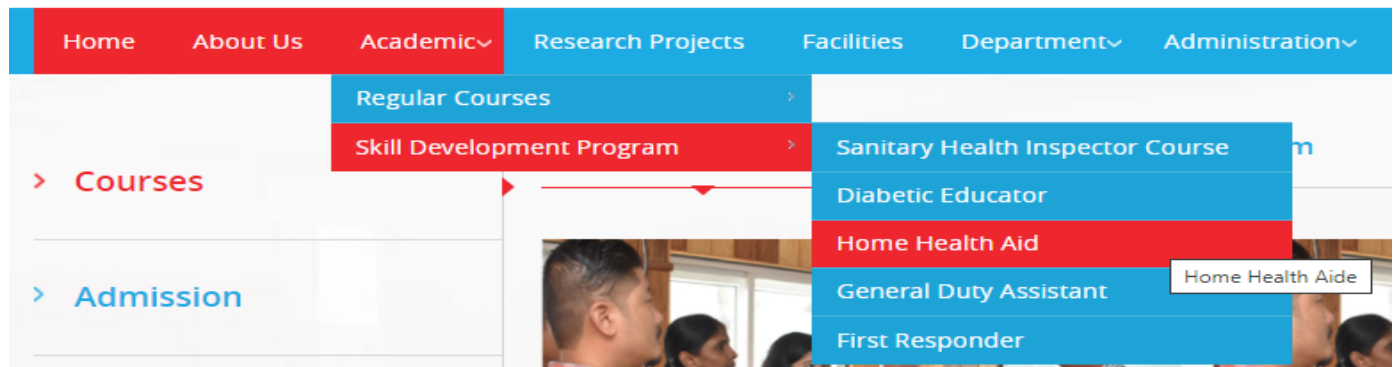 Home About Us Academic Research Projects Facilities Department Administration
Regular Courses
Skill Development Program
Sanitary Health Inspector Course
Diabetic Educator
Home Health Aid
Home Health Aide
General Duty Assistant
First Responder
Courses
Admission